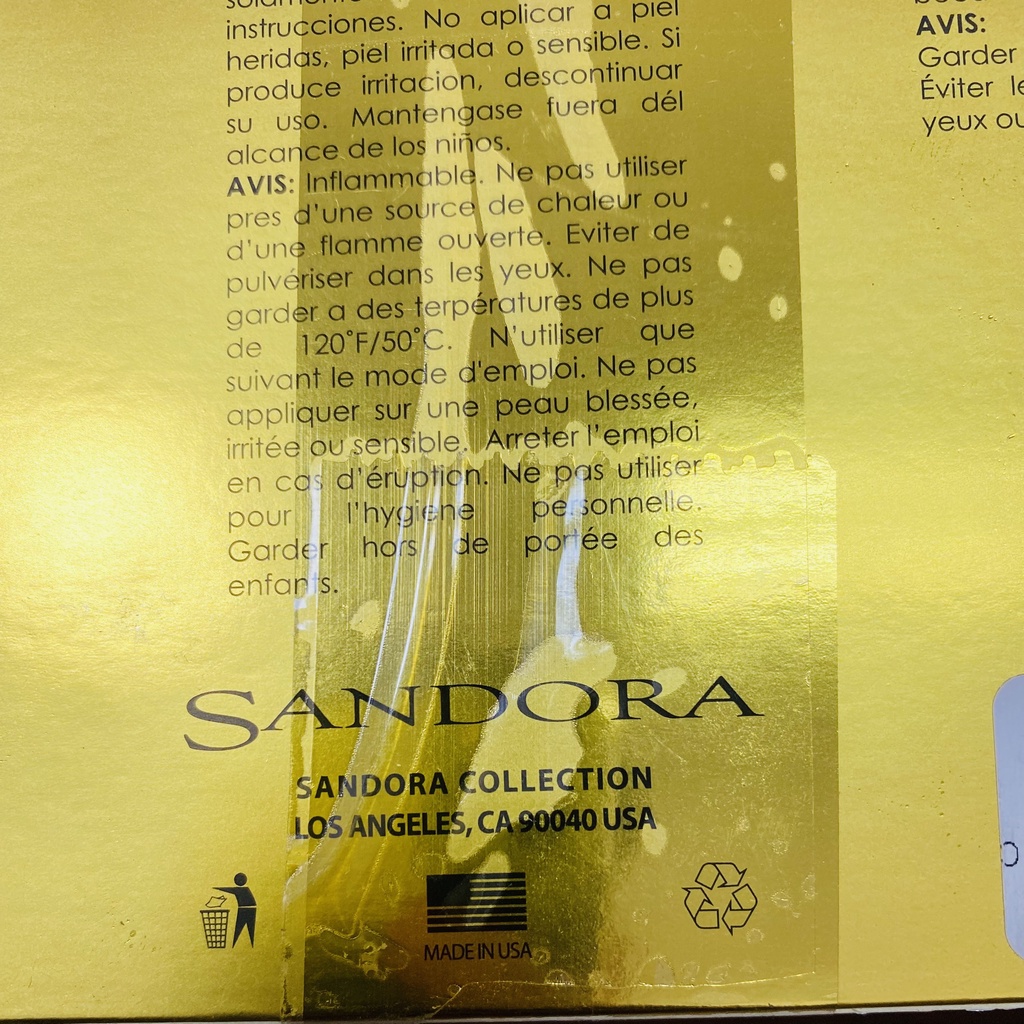 instrucciones. No aplicar a piel
heridas, piel irritada o sensible. Si
produce irritacion, descontinuar
su uso. Mantengase fuera dél
alcance de los niños.
AVIS: Inflammable. Ne pas utiliser
pres d'une source de chaleur ou
d'une flamme ouverte. Eviter de
pulvériser dans les yeux. Ne pas
garder a des terpératures de plus
de 120°F/50°C. N'utiliser que
suivant le mode d'emploi. Ne pas
appliquer sur une peau blessée,
irritée ou sensible. Arreter l'emploi
en cas d'éruption. Ne pas utiliser
pour l'hygiene personnelle.
Garder hors de portée des
enfants.
AVIS:
Garder
Éviter
yeux
SANDORA
SANDORA COLLECTION
LOS ANGELES, CA 90040 USA
MADE IN USA